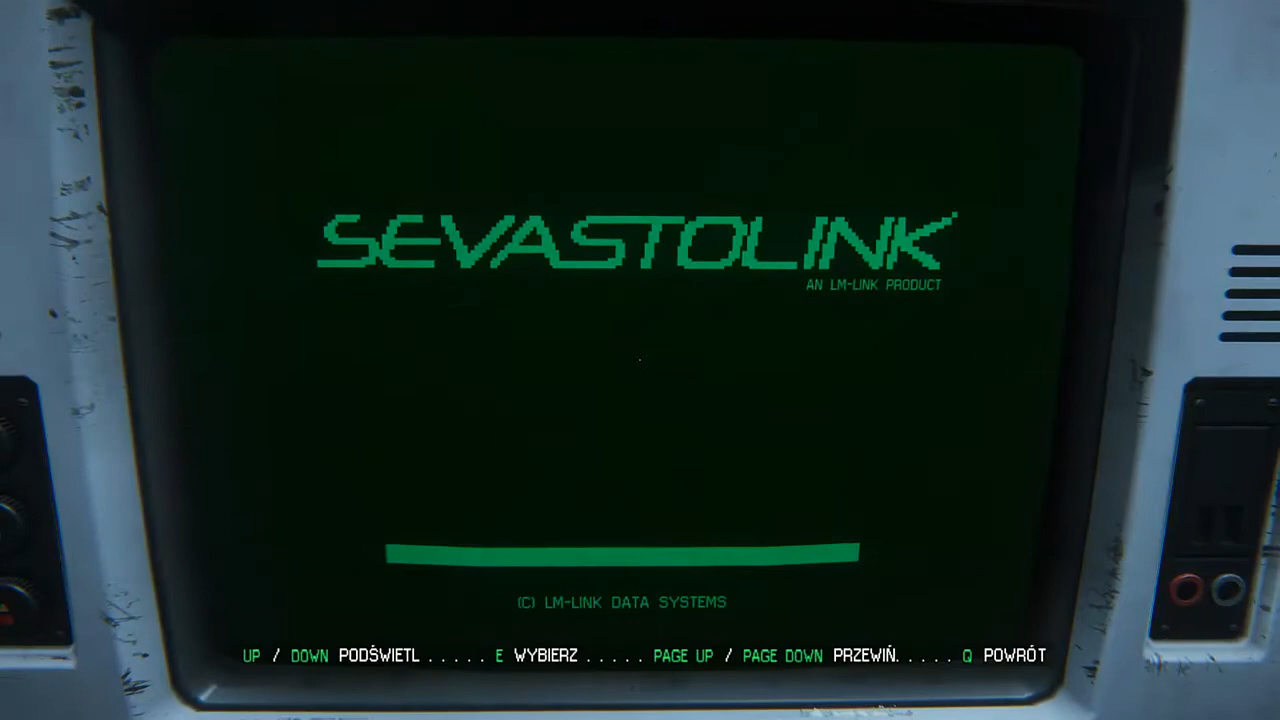 SEVASTOLINK
AN LM-LINK PRODUCT
(C) LM-LINK DATA SYSTEMS
UP / DOWN PODŚWIETL ..... E WYBIERZ ..... PAGE UP / PAGE DOWN PRZEWIŃ..... Q POWRÓT